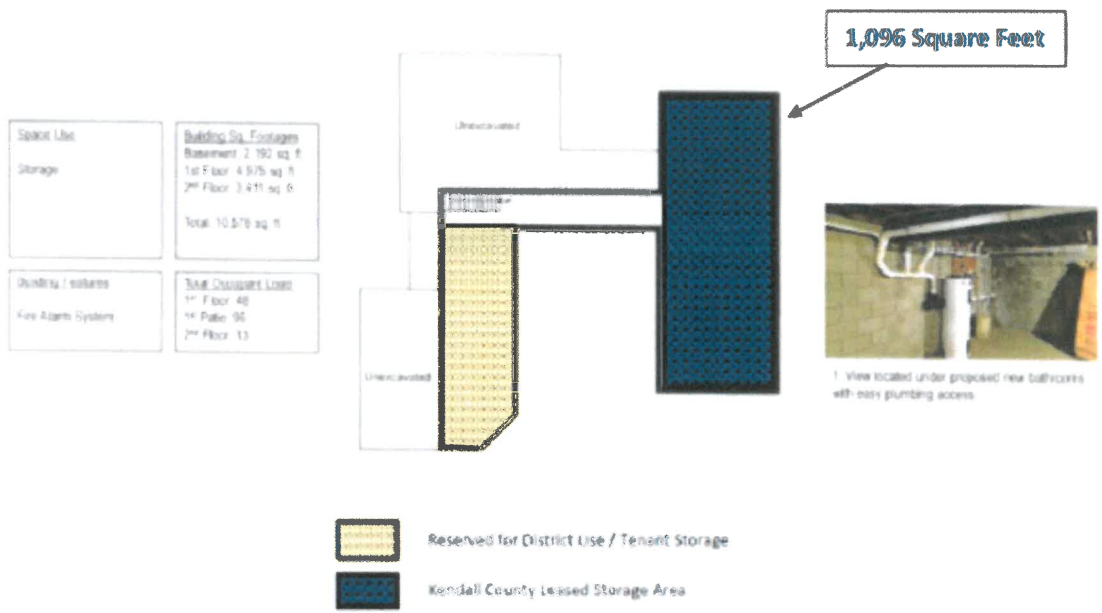 1,096 Square Feet
Unexcavated
Space Use
Storage
Building Sq. Footages
Basement: 2,192 sq. ft
1st Floor: 4,975 sq. ft
2nd Floor: 3,411 sq. ft
Total: 10,578 sq. ft
Building Features
Fire Alarm System
Total Occupant Load
1st Floor: 48
1st Patio: 96
2nd Floor: 13
Unexcavated
1. View located under proposed new bathrooms
with easy plumbing access
Reserved for District Use / Tenant Storage
Kendall County Leased Storage Area